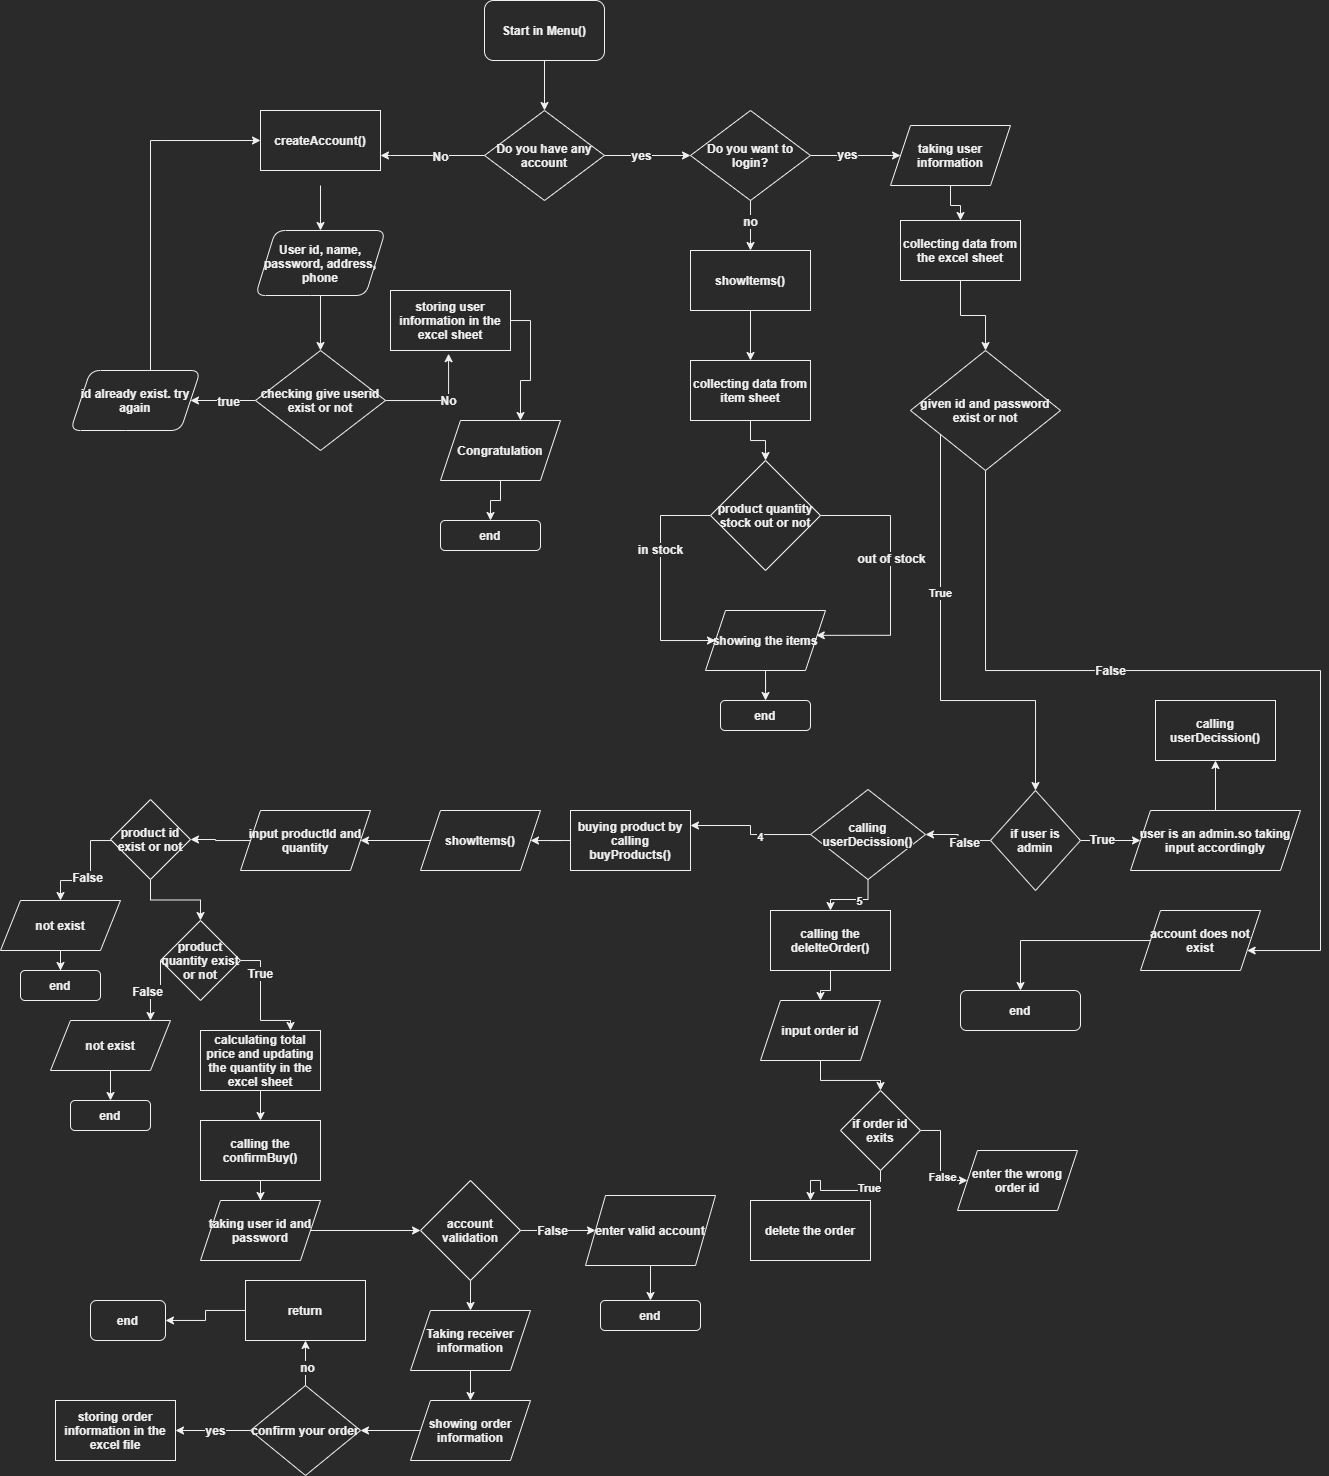 Start in Menu()
createAccount()
No
Do you have any
account
yes
Do you want to
login?
yes
taking user
information
no
User id, name,
password, address,
phone
collecting data from
the excel sheet
showItems()
storing user
information in the
excel sheet
id already exist. try
again
true
checking give userid
exist or not
No
collecting data from
item sheet
given id and password
exist or not
Congratulation
product quantity
stock out or not
end
in stock
out of stock
True
showing the items
False
end
calling
userDecission()
product id
exist or not
input productId and
quantity
showItems()
buying product by
calling
buyProducts()
4
calling
userDecission()
False
if user is
admin
True
user is an admin.so taking
input accordingly
False
5
not exist
calling the
delelteOrder()
account does not
exist
product
quantity exist
or not
True
end
False
end
input order id
not exist
calculating total
price and updating
the quantity in the
excel sheet
end
if order id
exits
calling the
confirmBuy()
False
enter the wrong
order id
True
taking user id and
password
account
validation
False
enter valid account
delete the order
return
end
end
Taking receiver
information
no
storing order
information in the
excel file
yes
confirm your order
showing order
information